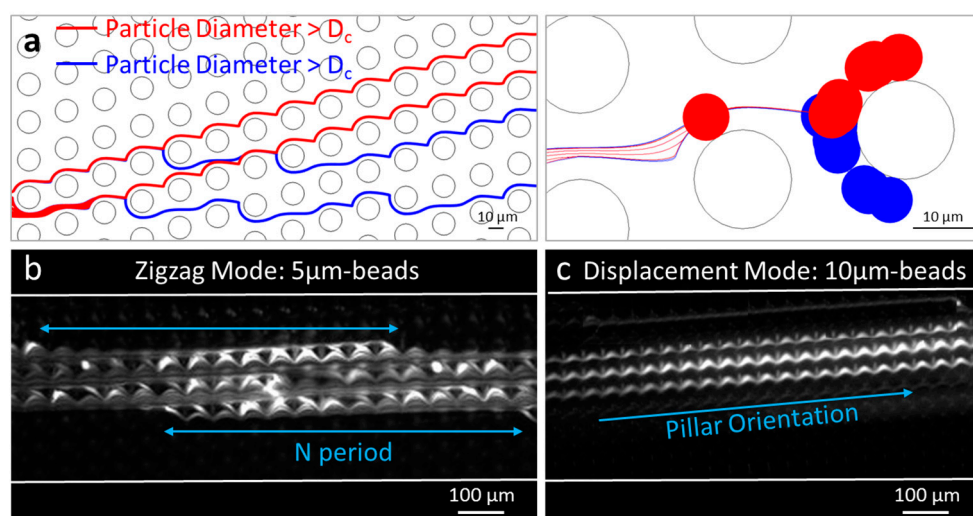 a
Particle Diameter > Dc
Particle Diameter > Dc
10 µm
10 µm
b
Zigzag Mode: 5µm-beads
N period
100 µm
c
Displacement Mode: 10µm-beads
Pillar Orientation
100 µm